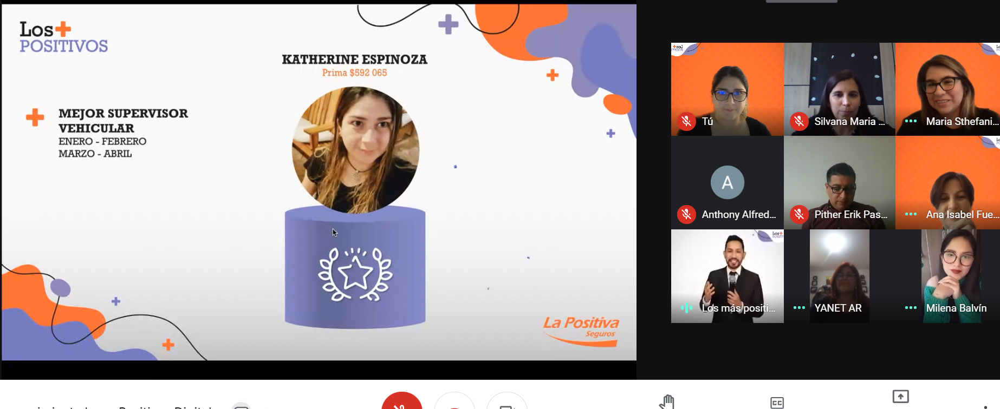 Los+
POSITIVOS
KATHERINE ESPINOZA
Prima $592 065
MEJOR SUPERVISOR
VEHICULAR
ENERO - FEBRERO
MARZO - ABRIL
La Positiva
Seguros
Tú
Silvana Maria ...
Maria Sthefani...
A
Anthony Alfred...
Pither Erik Pas...
Ana Isabel Fue...
Los más positi...
YANET AR
Milena Balvín
CC